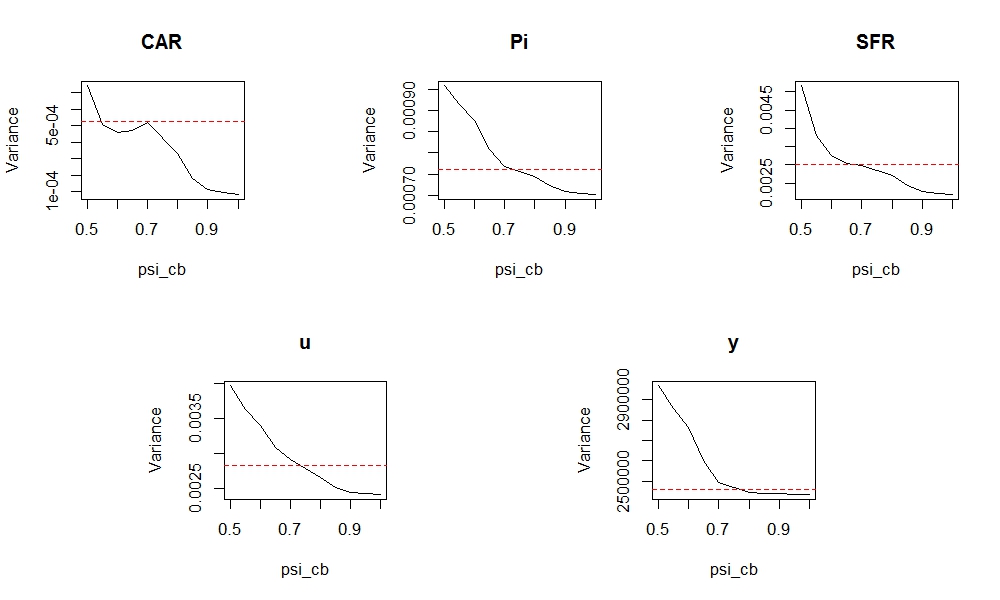 CAR
Variance
5e-04
1e-04
0.5 0.7 0.9
psi_cb
Pi
Variance
0.00090
0.00070
0.5 0.7 0.9
psi_cb
SFR
Variance
0.0045
0.0025
0.5 0.7 0.9
psi_cb
u
Variance
0.0035
0.0025
0.5 0.7 0.9
psi_cb
y
Variance
2900000
2500000
0.5 0.7 0.9
psi_cb